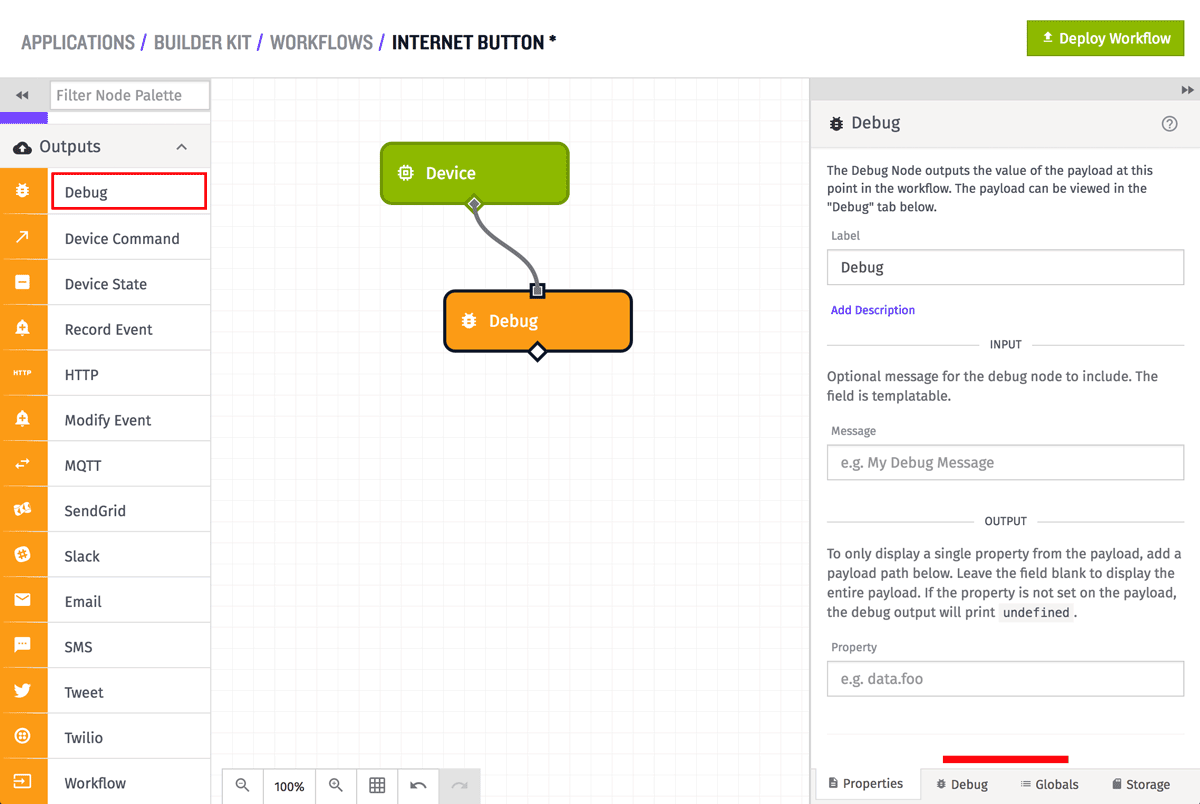 APPLICATIONS / BUILDER KIT / WORKFLOWS / INTERNET BUTTON *
Deploy Workflow
Filter Node Palette
Outputs
Debug
Device Command
Device State
Record Event
HTTP
HTTP
Modify Event
MQTT
SendGrid
Slack
Email
SMS
Tweet
Twilio
Workflow
Device
Debug
100%
Debug
The Debug Node outputs the value of the payload at this
point in the workflow. The payload can be viewed in the
"Debug" tab below.
Label
Debug
Add Description
INPUT
Optional message for the debug node to include. The
field is templatable.
Message
e.g. My Debug Message
OUTPUT
To only display a single property from the payload, add a
payload path below. Leave the field blank to display the
entire payload. If the property is not set on the payload,
the debug output will print undefined.
Property
e.g. data.foo
Properties
Debug
Globals
Storage